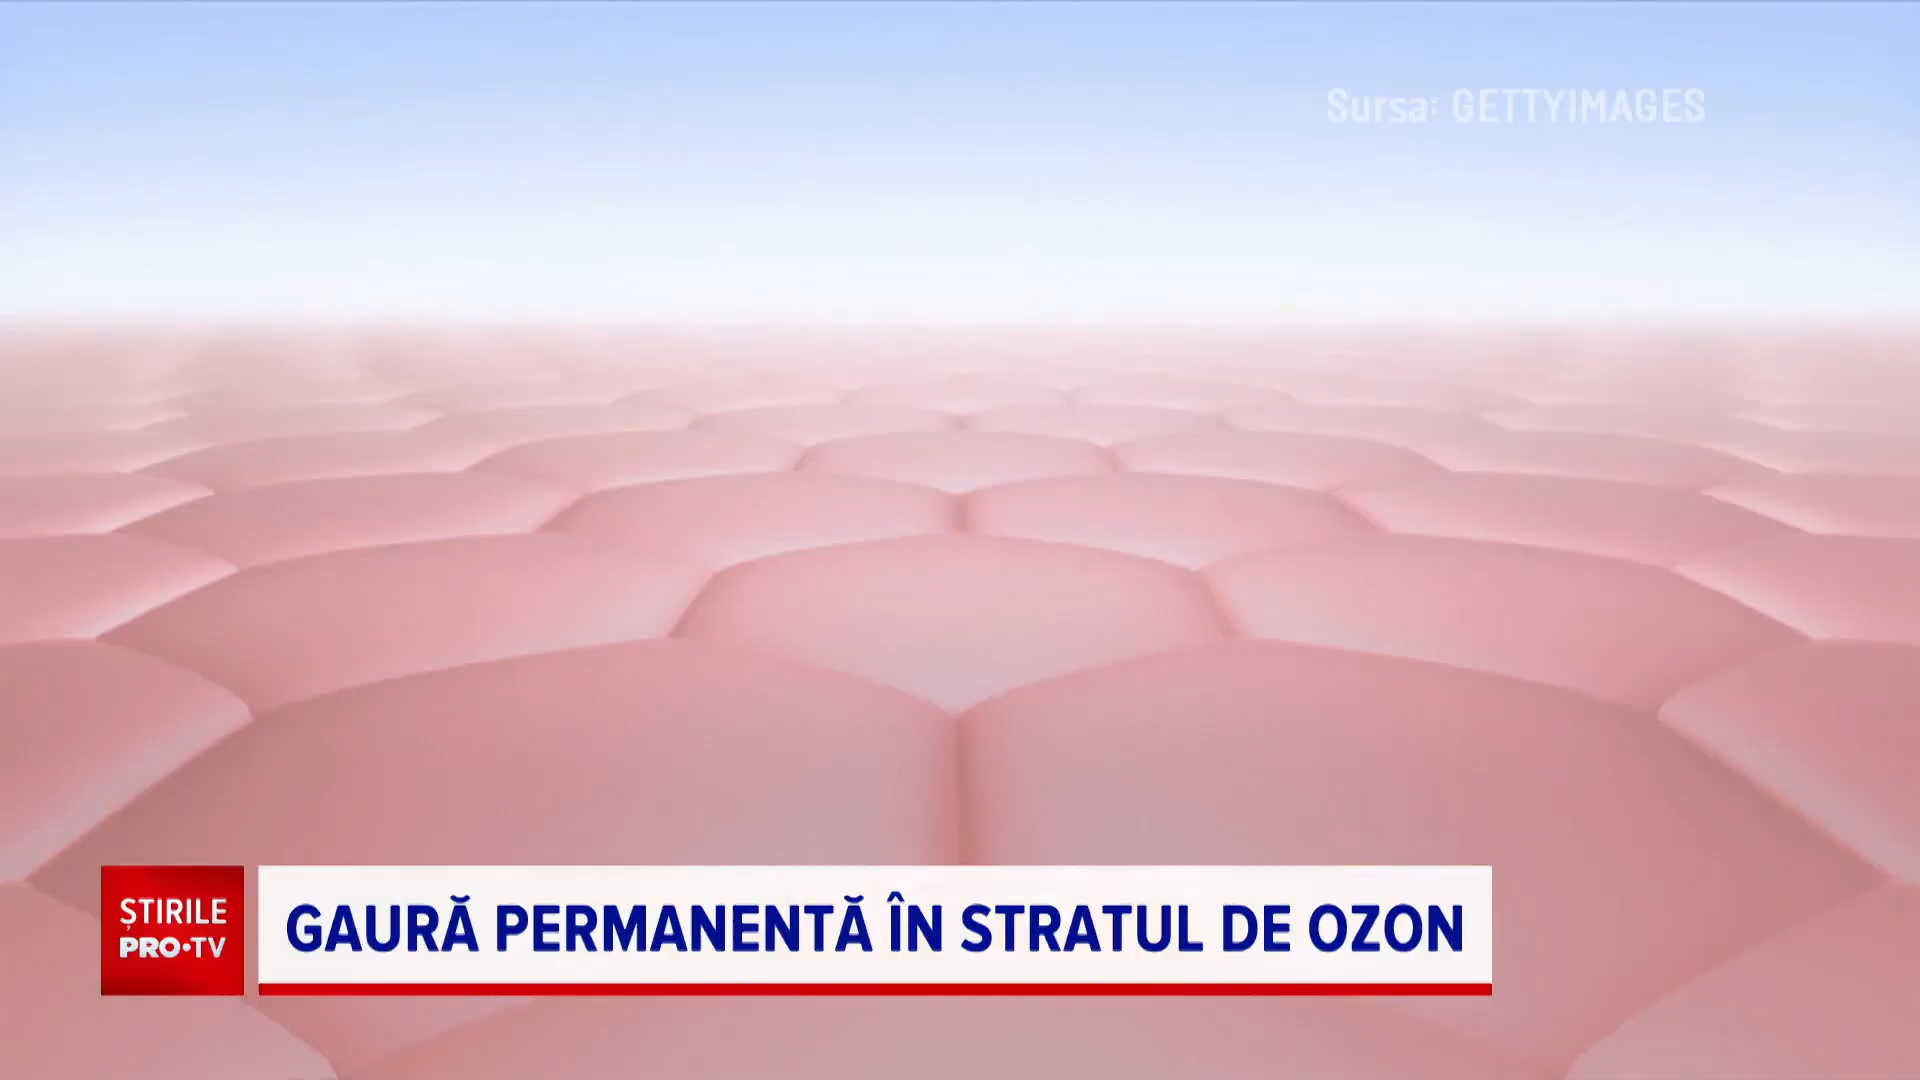 Sursa: GETTYIMAGES
ȘTIRILE
PRO•TV
GAURĂ PERMANENTĂ ÎN STRATUL DE OZON